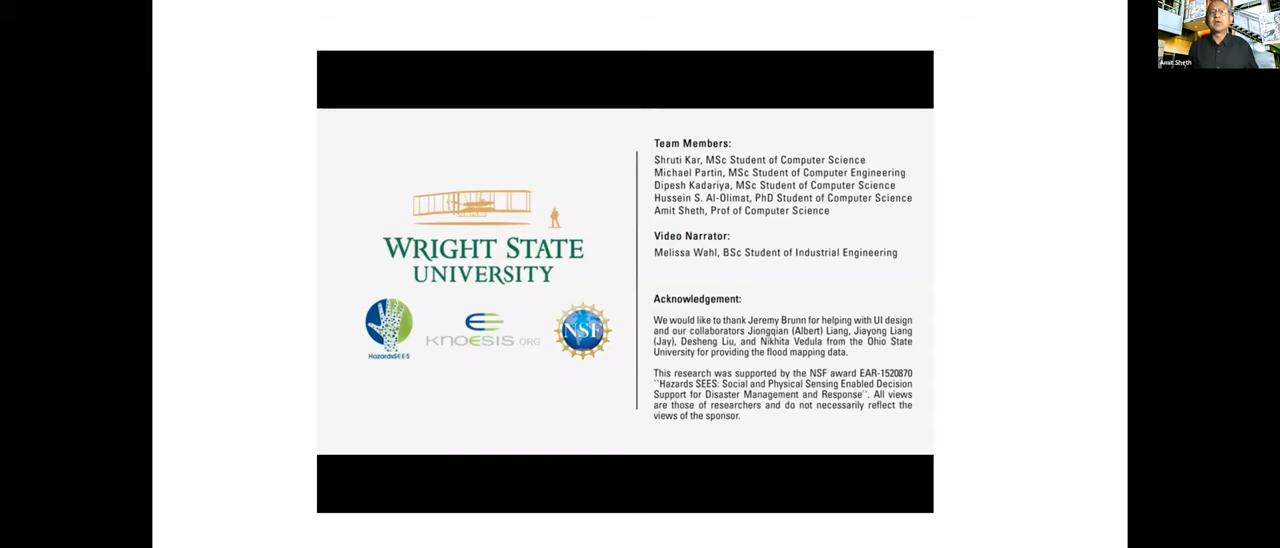 Amit Sheth
Team Members:
Shruti Kar, MSc Student of Computer Science
Michael Partin, MSc Student of Computer Engineering
Dipesh Kadariya, MSc Student of Computer Science
Hussein S. Al-Olimat, PhD Student of Computer Science
Amit Sheth, Prof of Computer Science
Video Narrator:
Melissa Wahl, BSc Student of Industrial Engineering
WRIGHT STATE
UNIVERSITY
HazardsSEES
KNOESIS.ORG
NSF
Acknowledgement:
We would like to thank Jeremy Brunn for helping with UI design
and our collaborators Jiongqian (Albert) Liang, Jiayong Liang
(Jay), Desheng Liu, and Nikhita Vedula from the Ohio State
University for providing the flood mapping data.
This research was supported by the NSF award EAR-1520870
``Hazards SEES: Social and Physical Sensing Enabled Decision
Support for Disaster Management and Response''. All views
are those of researchers and do not necessarily reflect the
views of the sponsor.